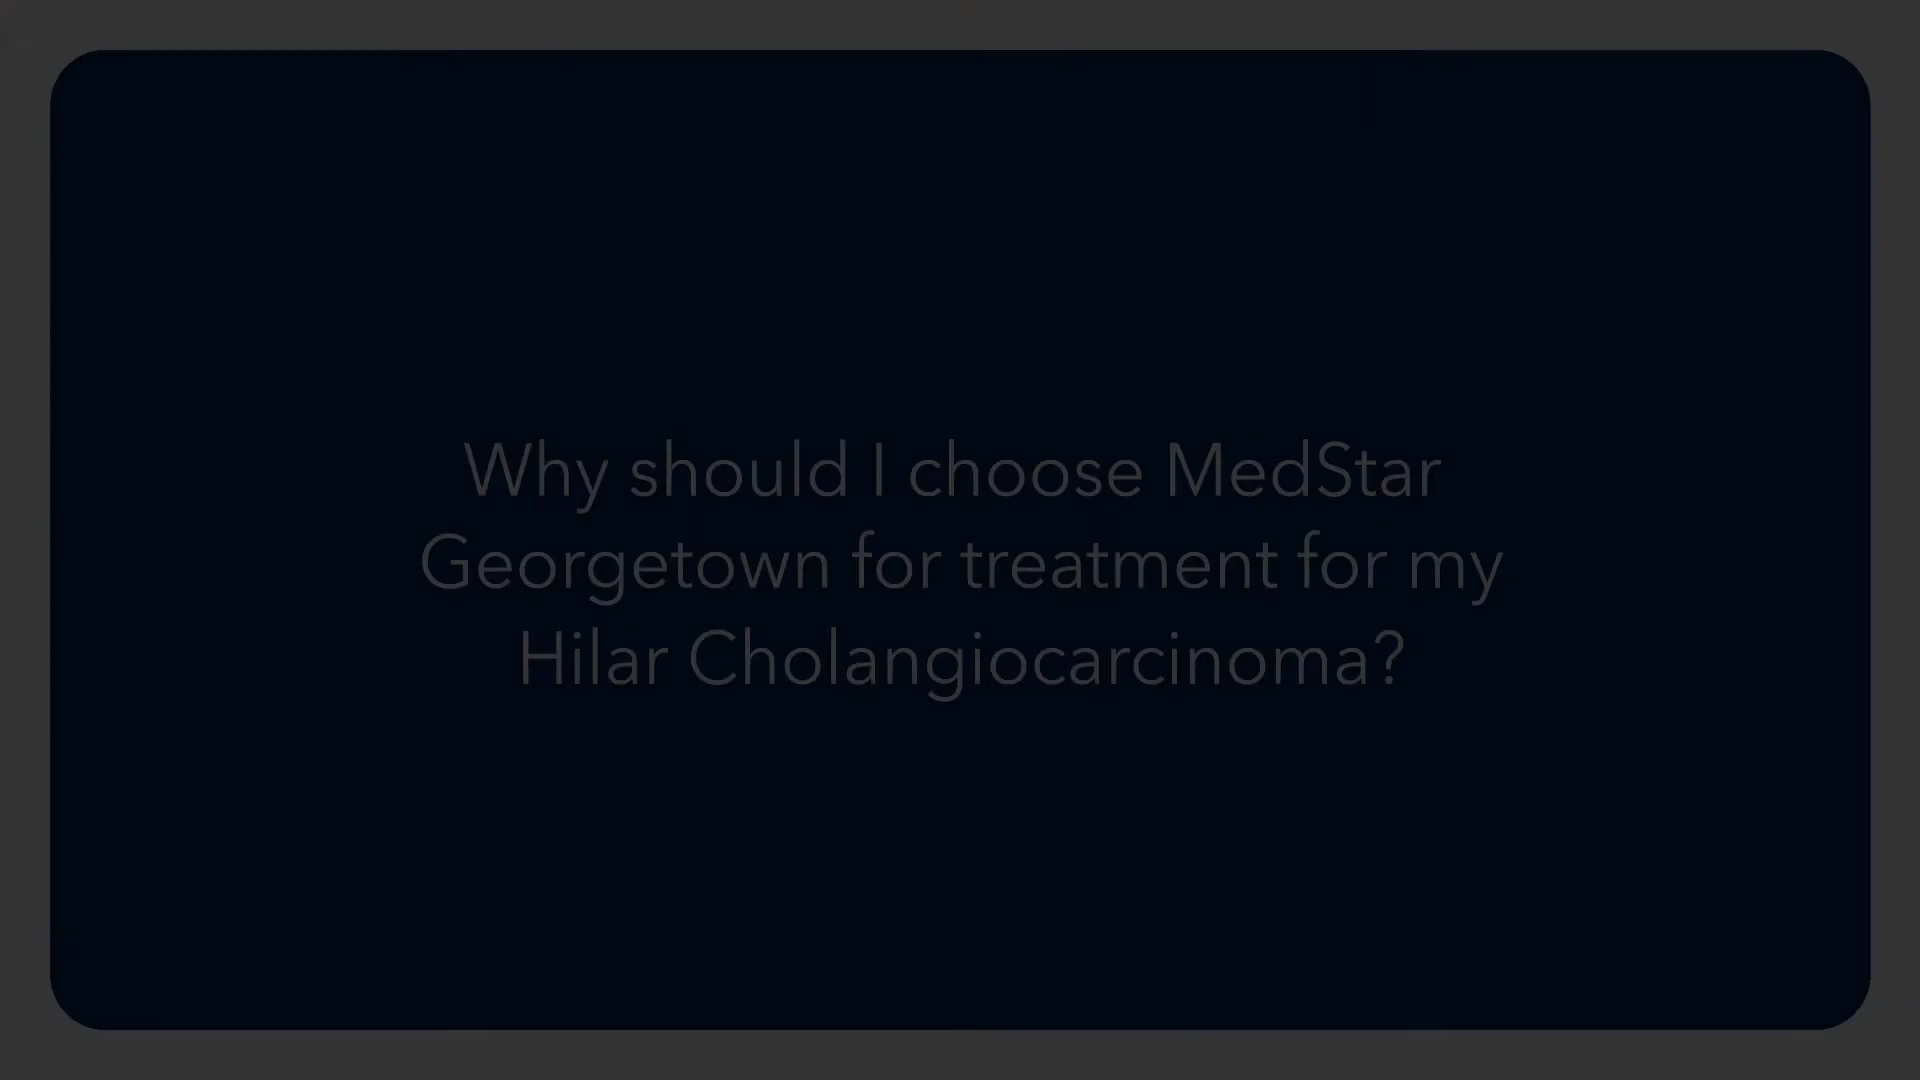 Why should I choose MedStar
Georgetown for treatment for my
Hilar Cholangiocarcinoma?